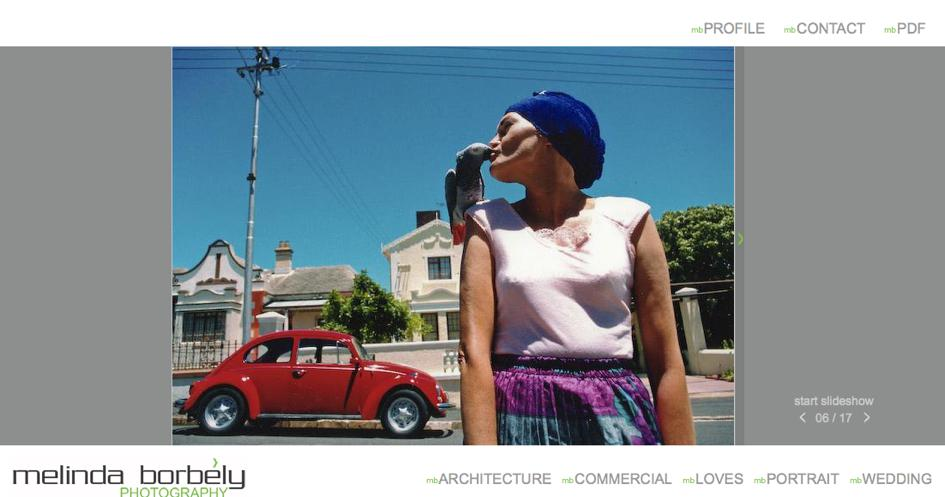 mbPROFILE mbCONTACT mbPDF
start slideshow
06 / 17
melinda borbely
PHOTOGRAPHY
mbARCHITECTURE mbCOMMERCIAL mbLOVES mbPORTRAIT mbWEDDING